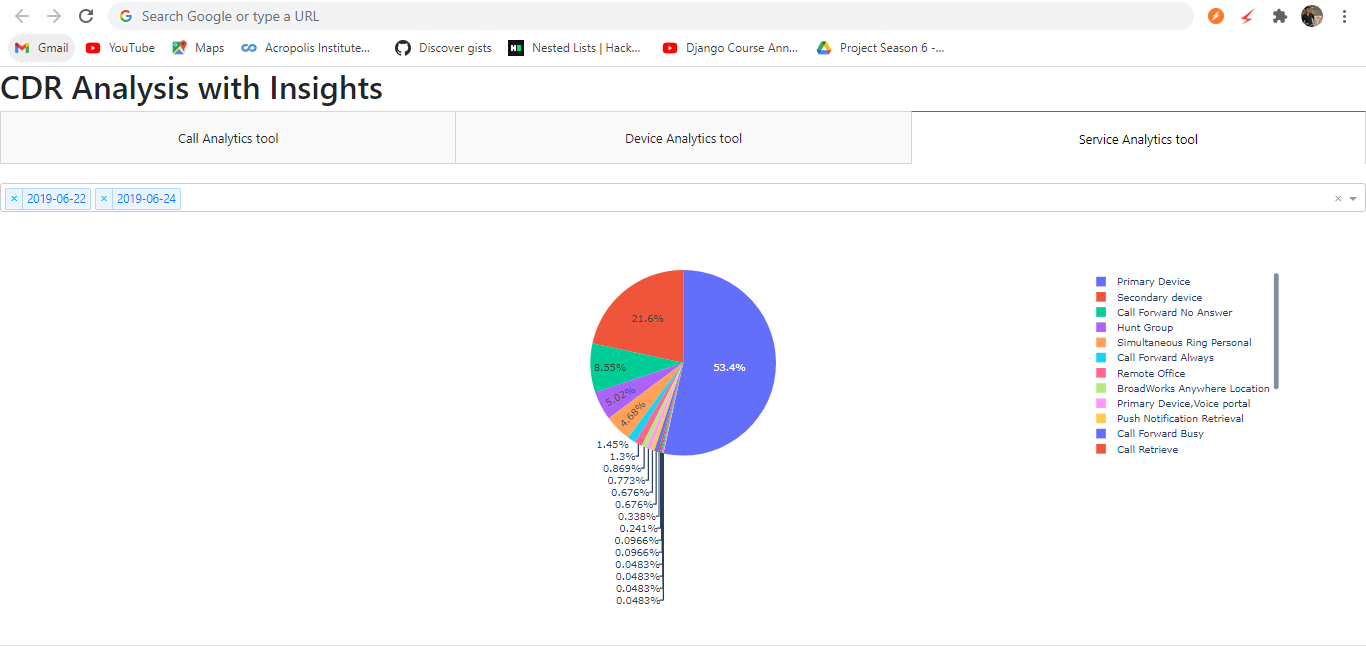 Search Google or type a URL
Gmail YouTube Maps Acropolis Institute... Discover gists Nested Lists | Hack... Django Course Ann... Project Season 6 -...
CDR Analysis with Insights
Call Analytics tool Device Analytics tool Service Analytics tool
× 2019-06-22 × 2019-06-24 ×
21.6%
53.4%
8.55%
5.02%
4.68%
1.45%
1.3%
0.869%
0.773%
0.676%
0.676%
0.338%
0.241%
0.0966%
0.0966%
0.0483%
0.0483%
0.0483%
0.0483%
Primary Device
Secondary device
Call Forward No Answer
Hunt Group
Simultaneous Ring Personal
Call Forward Always
Remote Office
BroadWorks Anywhere Location
Primary Device,Voice portal
Push Notification Retrieval
Call Forward Busy
Call Retrieve